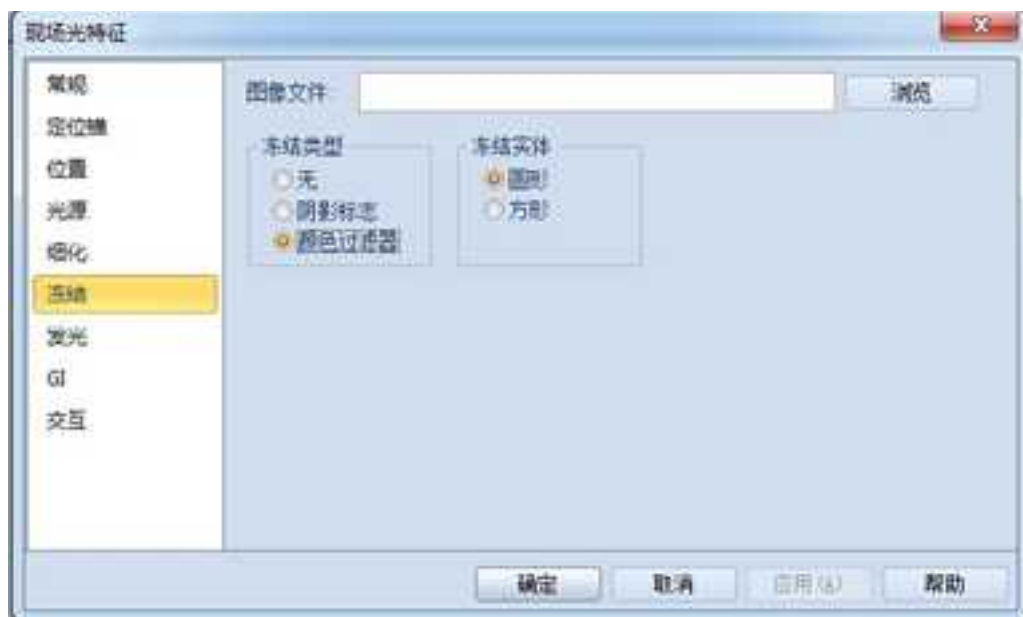 现场光特征
常规
定位锚
位置
光源
细化
冻结
发光
GI
交互
图像文件
浏览
冻结类型
无
阴影标志
颜色过滤器
冻结实体
圆形
方形
确定
取消
应用(A)
帮助